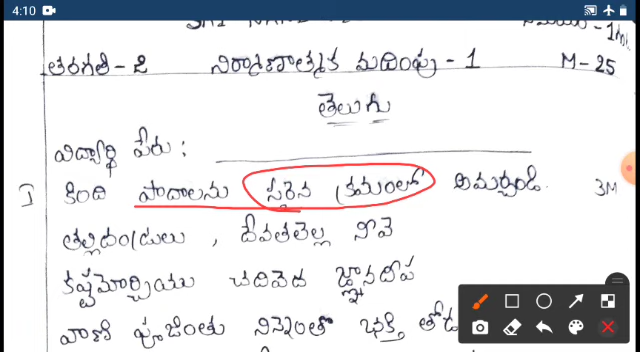 4:10
తరగతి - 2 నిర్మాణాత్మక మదింపు - 1 M - 25
తెలుగు
విద్యార్థి పేరు :
I కింది పాదాలను సరైన క్రమంలో అమర్చండి. 3M
తల్లిదండ్రులు , దేవతలెల్ల నీవె
కష్టమోర్చియు చదివెద జ్ఞానదీప
వాణి పూజింతు నిన్నెంతొ భక్తి తోడ